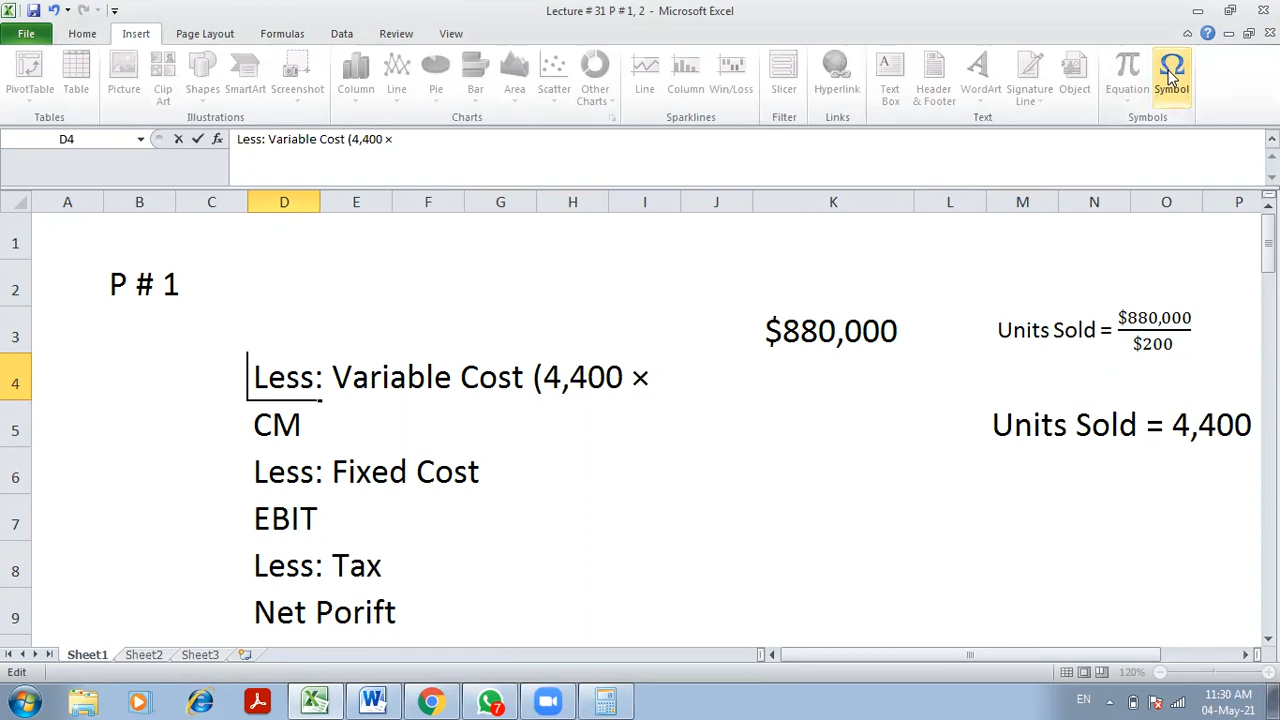 Lecture # 31 P # 1, 2 - Microsoft Excel
File Home Insert Page Layout Formulas Data Review View
PivotTable Table Picture Clip Art Shapes SmartArt Screenshot Column Line Pie Bar Area Scatter Other Charts Line Column Win/Loss Slicer Hyperlink Text Box Header & Footer WordArt Signature Line Object Equation Symbol
Tables Illustrations Charts Sparklines Filter Links Text Symbols
D4 fx Less: Variable Cost (4,400 ×
A B C D E F G H I J K L M N O P
1
2 P # 1
3 $880,000 Units Sold = $880,000
$200
4 Less: Variable Cost (4,400 ×
5 CM Units Sold = 4,400
6 Less: Fixed Cost
7 EBIT
8 Less: Tax
9 Net Porift
Sheet1 Sheet2 Sheet3
Edit 120%
7 EN 11:30 AM
04-May-21